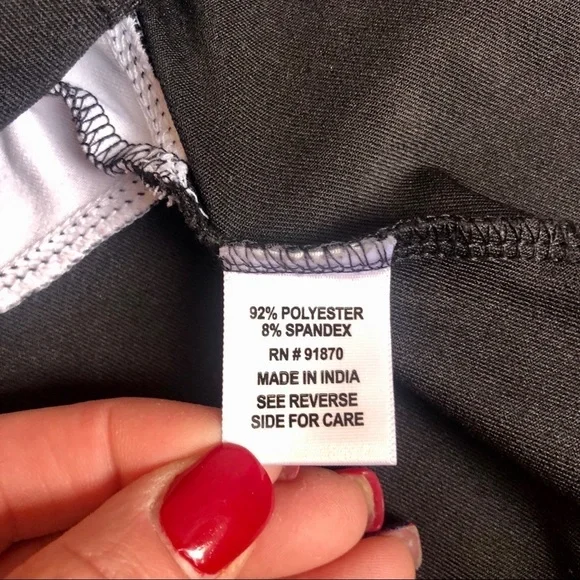 92% POLYESTER
8% SPANDEX
RN # 91870
MADE IN INDIA
SEE REVERSE
SIDE FOR CARE